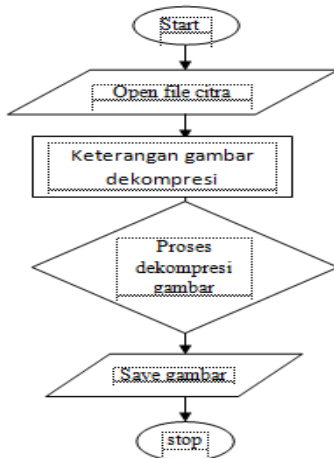 Start
Open file citra
Keterangan gambar
dekompresi
Proses
dekompresi
gambar
Save gambar
stop